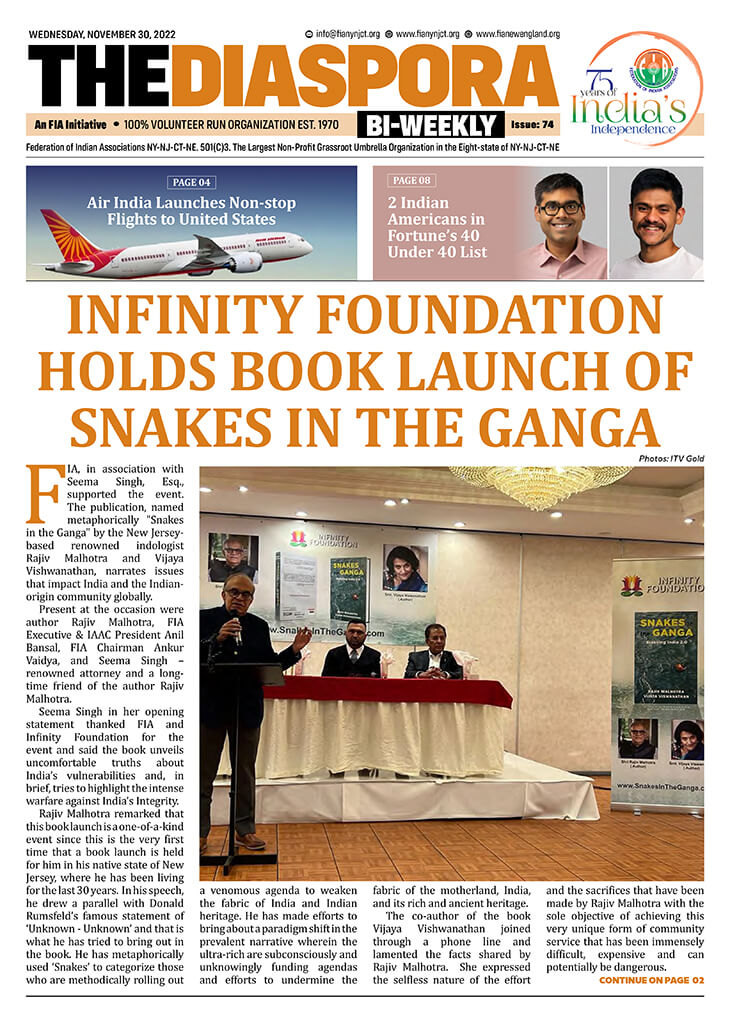 WEDNESDAY, NOVEMBER 30, 2022
info@fianynjct.org www.fianynjct.org www.fianewengland.org
THEDIASPORA
An FIA Initiative • 100% VOLUNTEER RUN ORGANIZATION EST. 1970
BI-WEEKLY
Issue: 74
75
years of
India's
Independence
Federation of Indian Associations NY-NJ-CT-NE. 501(C)3. The Largest Non-Profit Grassroot Umbrella Organization in the Eight-state of NY-NJ-CT-NE
PAGE 04
Air India Launches Non-stop
Flights to United States
PAGE 08
2 Indian
Americans in
Fortune's 40
Under 40 List
INFINITY FOUNDATION
HOLDS BOOK LAUNCH OF
SNAKES IN THE GANGA
Photos: ITV Gold
FIA, in association with
Seema Singh, Esq.,
supported the event.
The publication, named
metaphorically "Snakes
in the Ganga" by the New Jersey-
based renowned indologist
Rajiv Malhotra and Vijaya
Vishwanathan, narrates issues
that impact India and the Indian-
origin community globally.
Present at the occasion were
author Rajiv Malhotra, FIA
Executive & IAAC President Anil
Bansal, FIA Chairman Ankur
Vaidya, and Seema Singh –
renowned attorney and a long-
time friend of the author Rajiv
Malhotra.
Seema Singh in her opening
statement thanked FIA and
Infinity Foundation for the
event and said the book unveils
uncomfortable truths about
India's vulnerabilities and, in
brief, tries to highlight the intense
warfare against India's Integrity.
Rajiv Malhotra remarked that
this book launch is a one-of-a-kind
event since this is the very first
time that a book launch is held
for him in his native state of New
Jersey, where he has been living
for the last 30 years. In his speech,
he drew a parallel with Donald
Rumsfeld's famous statement of
'Unknown - Unknown' and that is
what he has tried to bring out in
the book. He has metaphorically
used 'Snakes' to categorize those
who are methodically rolling out
INFINITY
FOUNDATION
SNAKES
GANGA
www.SnakesInTheGanga.com
Smt. Vijaya Viswanathan
(Author)
INFINITY
FOUNDATIO
SNAKES
GANGA
Breaking India 2.0
RAJIV MALHOTRA
VIJAYA VISWANATHAN
Shri Rajiv Malhotra
(Author)
Smt. Vijaya Viswan
(Author)
www.SnakesInTheGanga.c
a venomous agenda to weaken
the fabric of India and Indian
heritage. He has made efforts to
bring about a paradigm shift in the
prevalent narrative wherein the
ultra-rich are subconsciously and
unknowingly funding agendas
and efforts to undermine the
fabric of the motherland, India,
and its rich and ancient heritage.
The co-author of the book
Vijaya Vishwanathan joined
through a phone line and
lamented the facts shared by
Rajiv Malhotra. She expressed
the selfless nature of the effort
and the sacrifices that have been
made by Rajiv Malhotra with the
sole objective of achieving this
very unique form of community
service that has been immensely
difficult, expensive and can
potentially be dangerous.
CONTINUE ON PAGE 02